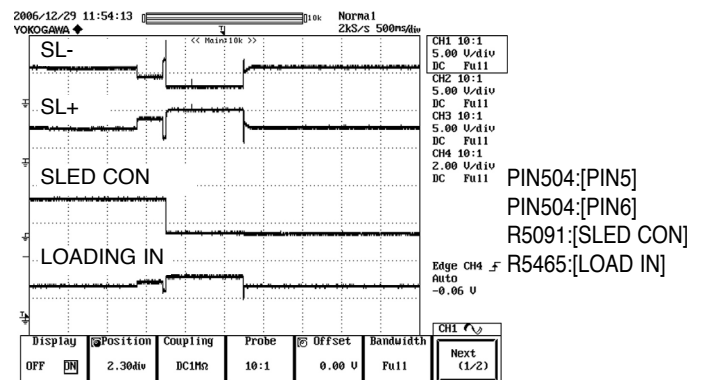 2006/12/29 11:54:13
10k
Normal
YOKOGAWA ◆
2kS/s 500ms/div
<< Main:10k >>
SL-
SL+
SLED CON
LOADING IN
CH1 10:1
5.00 V/div
DC Full
CH2 10:1
5.00 V/div
DC Full
CH3 10:1
5.00 V/div
DC Full
CH4 10:1
2.00 V/div
DC Full
PIN504:[PIN5]
PIN504:[PIN6]
R5091:[SLED CON]
R5465:[LOAD IN]
Edge CH4
Auto
-0.06 V
CH1
Display
OFF ON
Position
2.30div
Coupling
DC1MΩ
Probe
10:1
Offset
0.00 V
Bandwidth
Full
Next
(1/2)